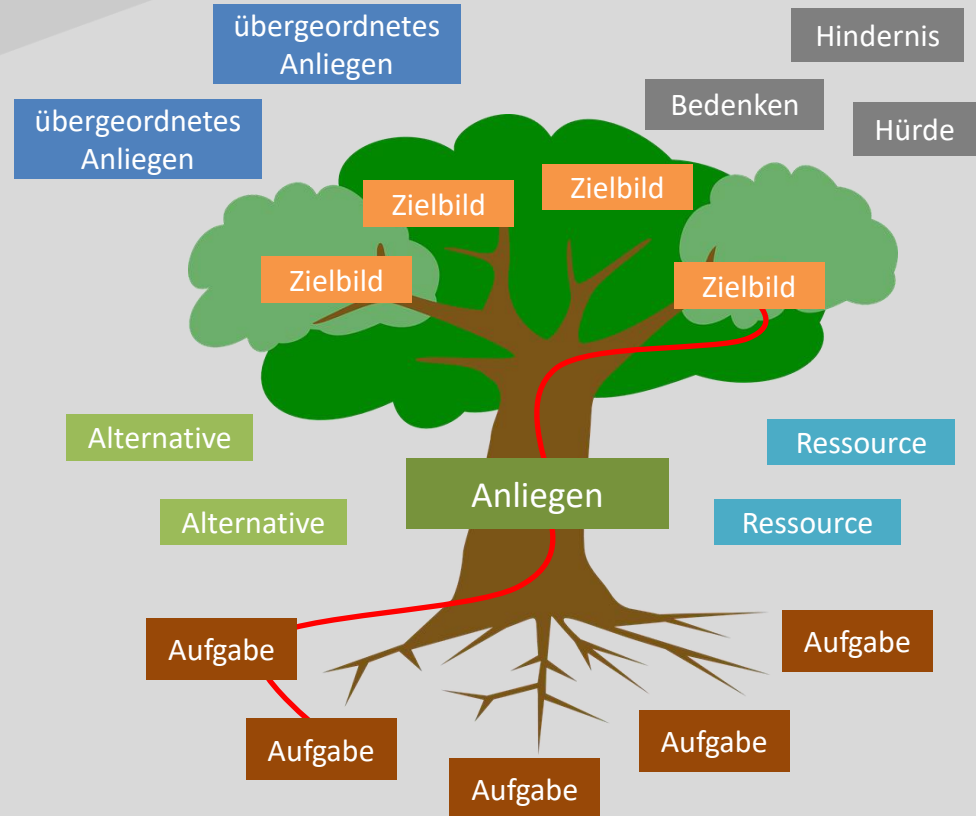 übergeordnetes
Anliegen
Hindernis
Bedenken
Hürde
übergeordnetes
Anliegen
Zielbild
Zielbild
Zielbild
Zielbild
Alternative
Ressource
Anliegen
Alternative
Ressource
Aufgabe
Aufgabe
Aufgabe
Aufgabe
Aufgabe